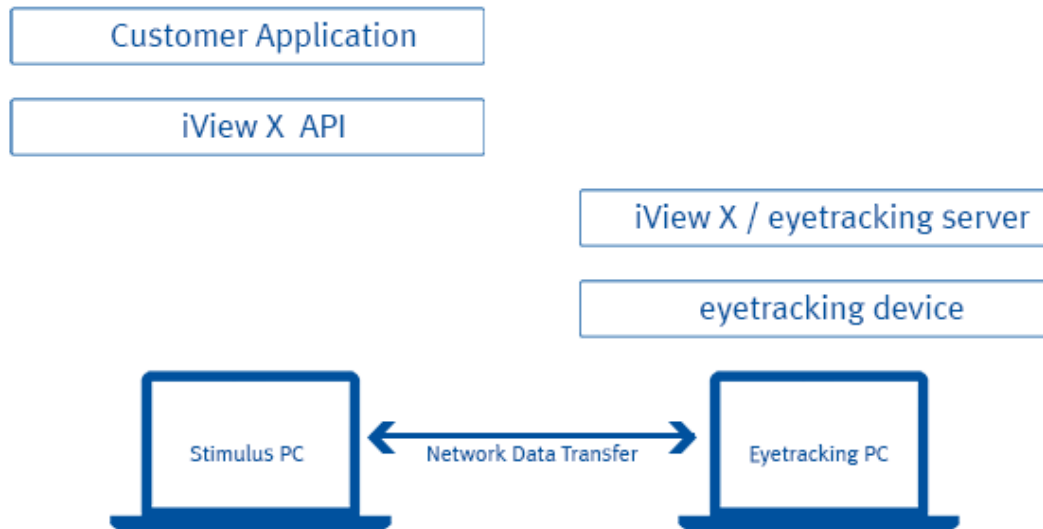 Customer Application
iView X API
iView X / eyetracking server
eyetracking device
Stimulus PC
Network Data Transfer
Eyetracking PC